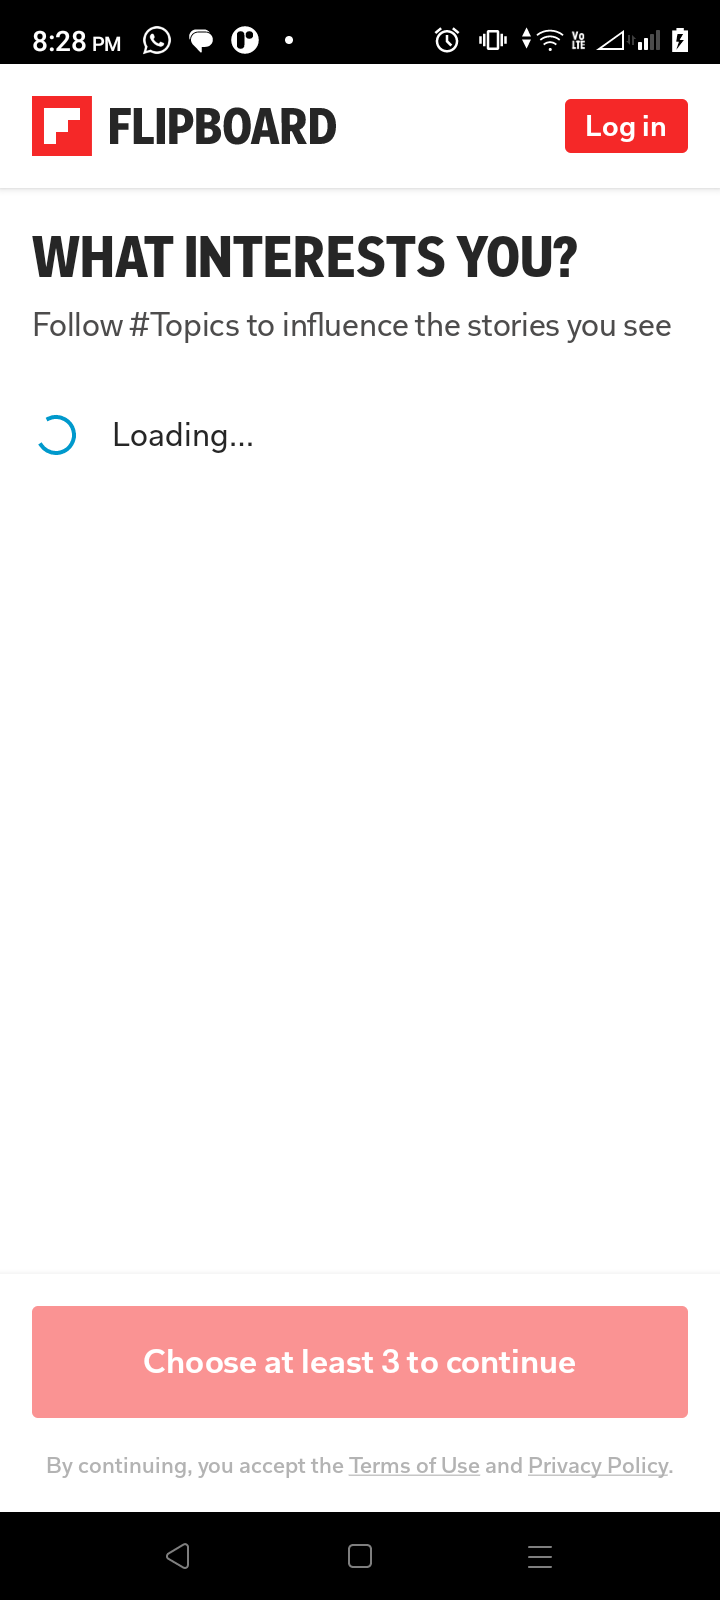 8:28 PM
Vo
LTE
FLIPBOARD
Log in
WHAT INTERESTS YOU?
Follow #Topics to influence the stories you see
Loading...
Choose at least 3 to continue
By continuing, you accept the Terms of Use and Privacy Policy.